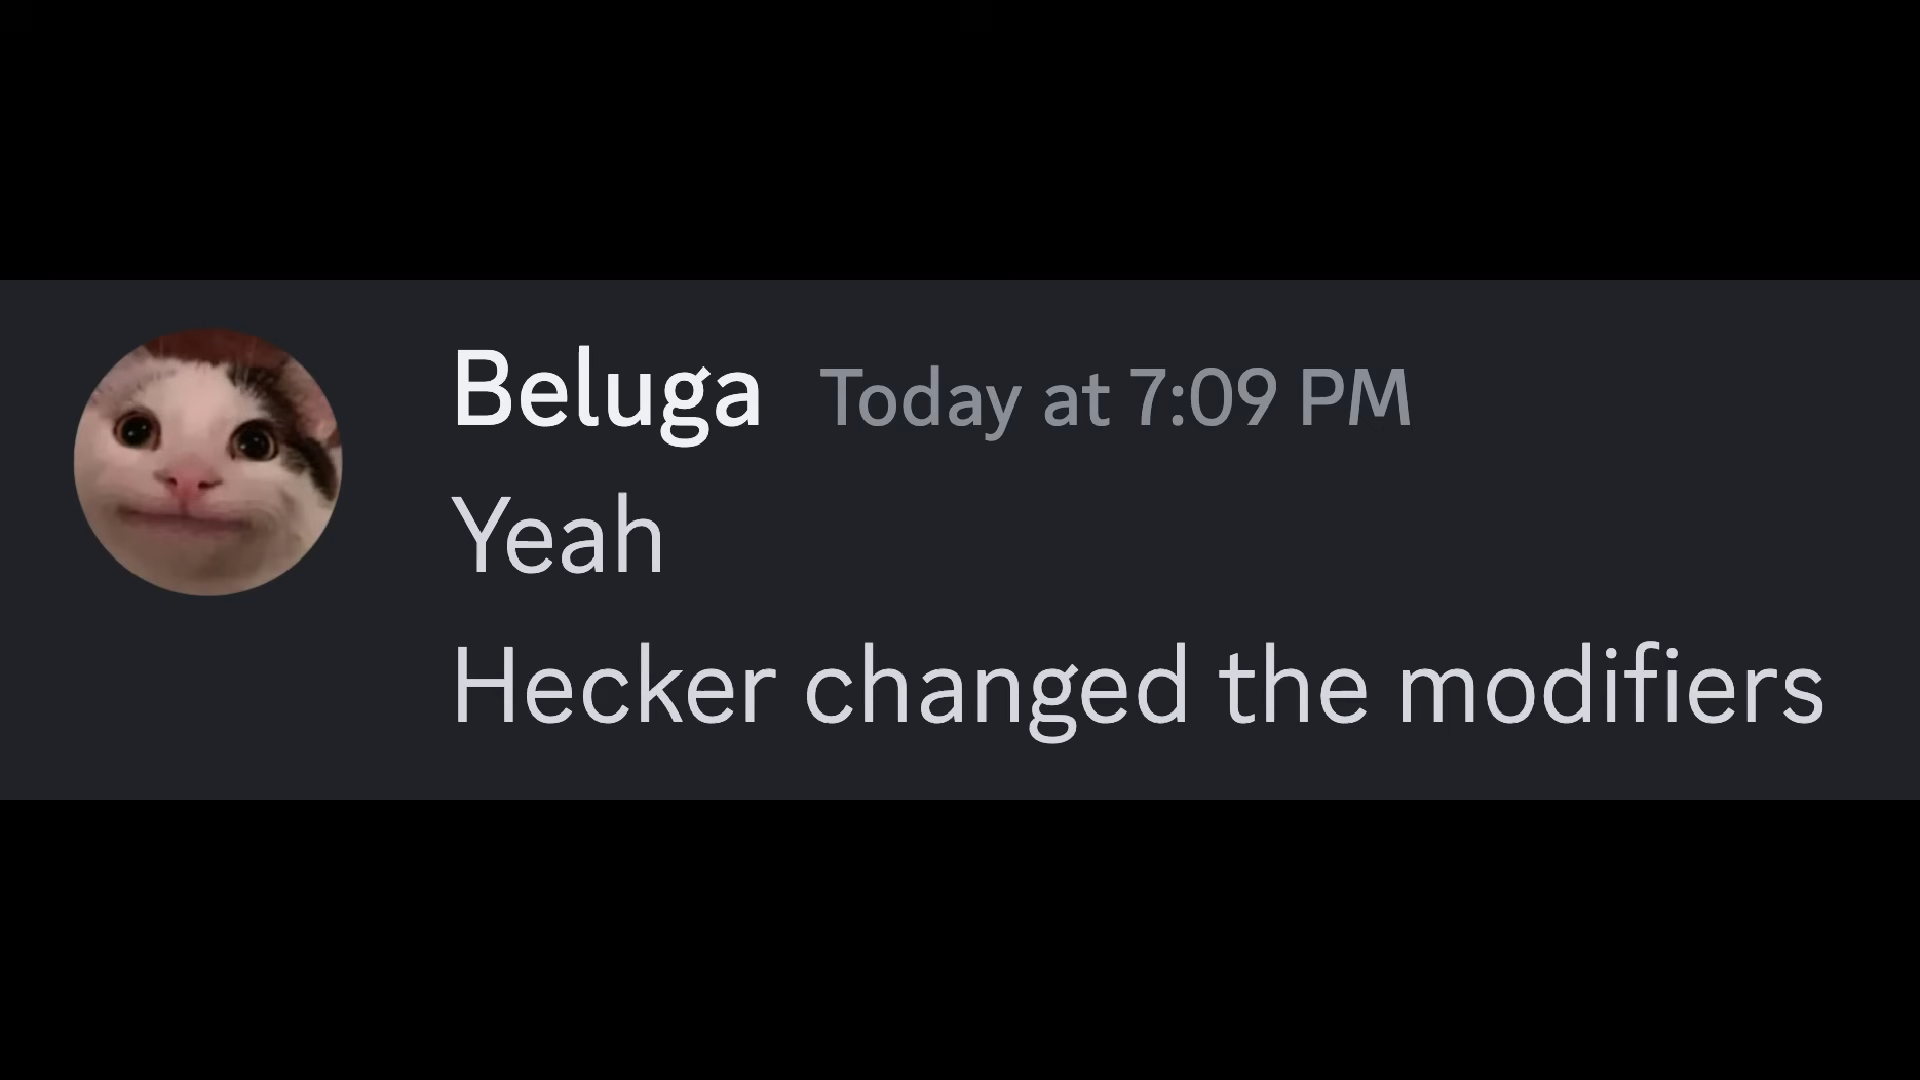 Beluga Today at 7:09 PM
Yeah
Hecker changed the modifiers